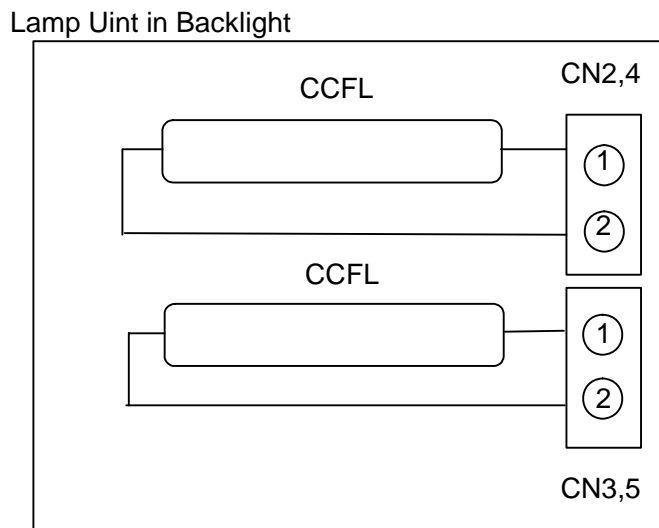 Lamp Uint in Backlight
CN2,4
CCFL
1
2
CCFL
1
2
CN3,5